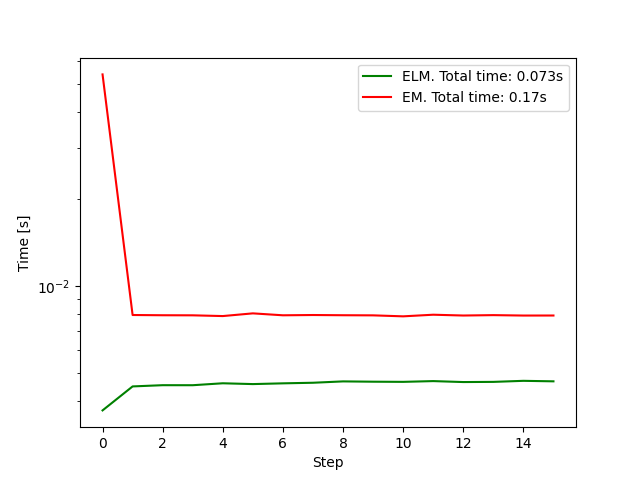 ELM. Total time: 0.073s
EM. Total time: 0.17s
Time [s]
10⁻²
0 2 4 6 8 10 12 14
Step